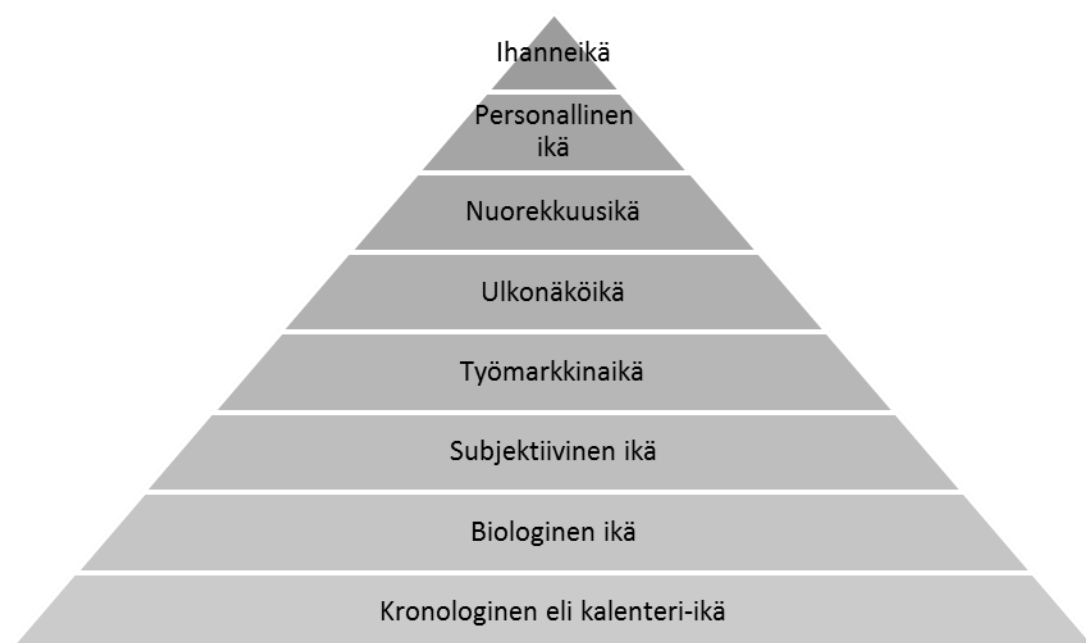 Ihanneikä
Personallinen
ikä
Nuorekkuusikä
Ulkonäköikä
Työmarkkinaikä
Subjektiivinen ikä
Biologinen ikä
Kronologinen eli kalenteri-ikä